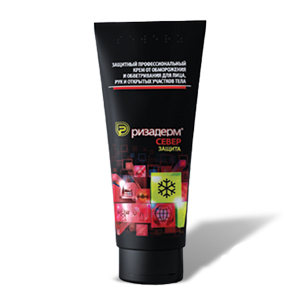 ЗАЩИТНЫЙ ПРОФЕССИОНАЛЬНЫЙ
КРЕМ ОТ ОБМОРОЖЕНИЯ
И ОБВЕТРИВАНИЯ ДЛЯ ЛИЦА,
РУК И ОТКРЫТЫХ УЧАСТКОВ ТЕЛА
Ризадерм®
СЕВЕР
ЗАЩИТА